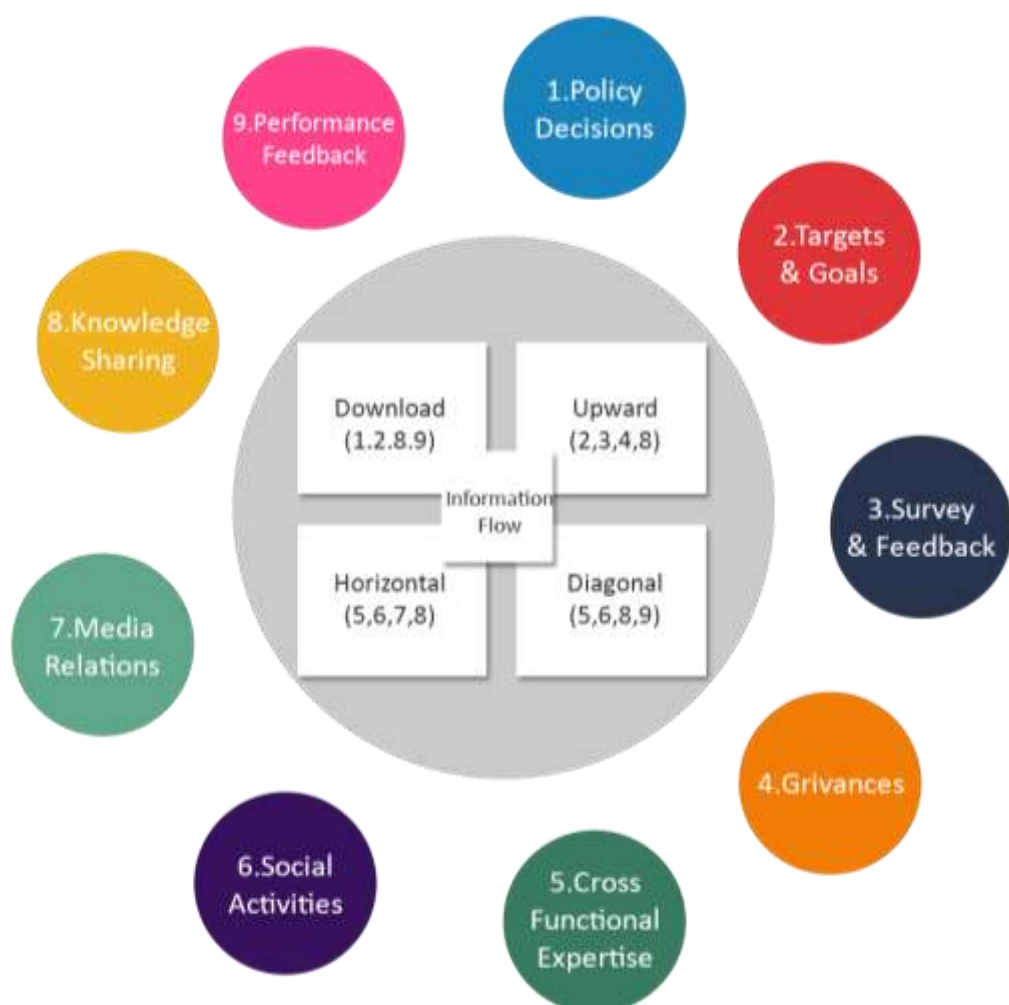 1.Policy
Decisions
2.Targets
& Goals
3.Survey
& Feedback
4.Grivances
5.Cross
Functional
Expertise
6.Social
Activities
7.Media
Relations
8.Knowledge
Sharing
9.Performance
Feedback
Download
(1.2.8.9)
Upward
(2,3,4,8)
Information
Flow
Horizontal
(5,6,7,8)
Diagonal
(5,6,8,9)